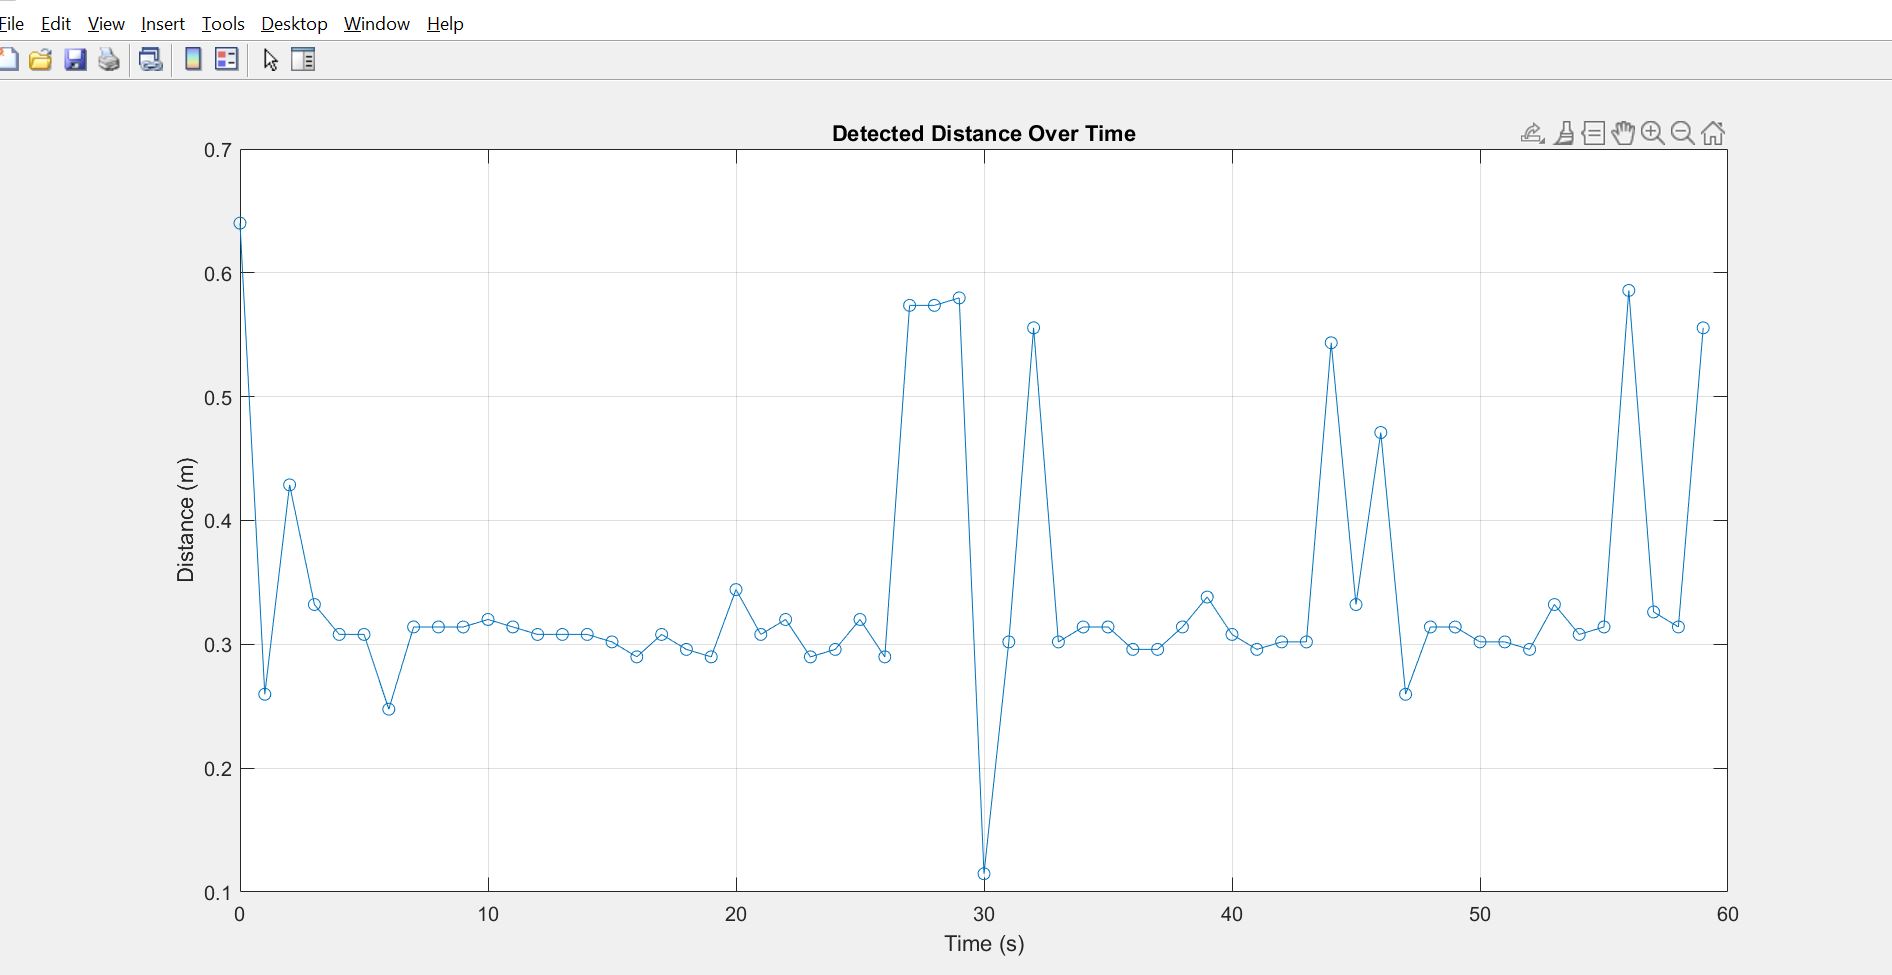 File Edit View Insert Tools Desktop Window Help
Detected Distance Over Time
0.7
0.6
0.5
0.4
0.3
0.2
0.1
Distance (m)
0 10 20 30 40 50 60
Time (s)